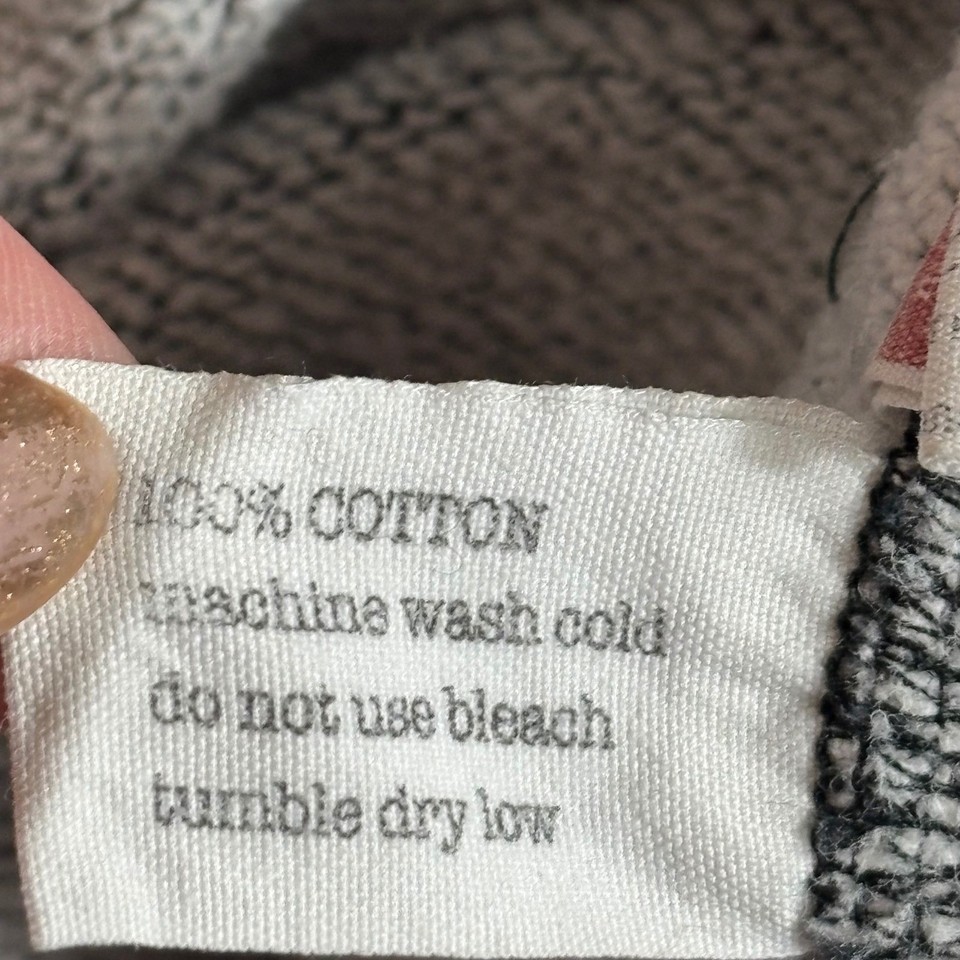 100% COTTON
machine wash cold
do not use bleach
tumble dry low